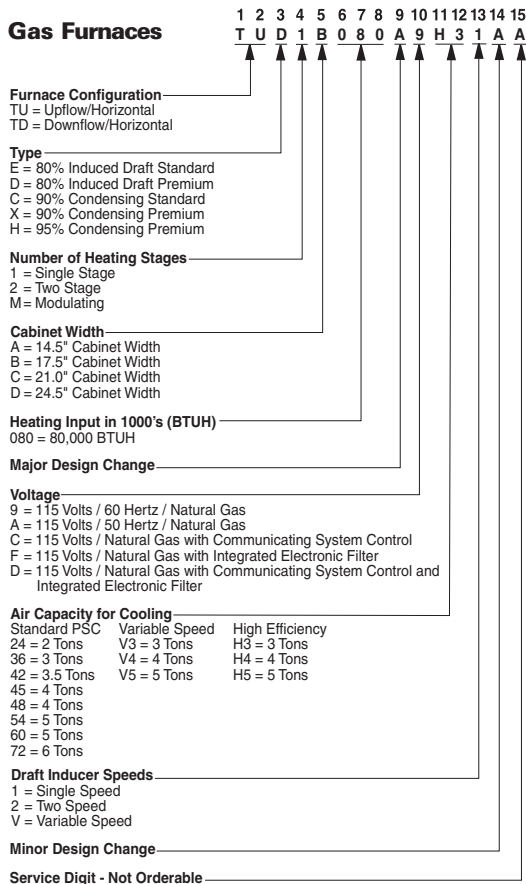 Gas Furnaces
1 2 3 4 5 6 7 8 9 10 11 12 13 14 15
T U D 1 B 0 8 0 A 9 H 3 1 A A
Furnace Configuration
TU = Upflow/Horizontal
TD = Downflow/Horizontal
Type
E = 80% Induced Draft Standard
D = 80% Induced Draft Premium
C = 90% Condensing Standard
X = 90% Condensing Premium
H = 95% Condensing Premium
Number of Heating Stages
1 = Single Stage
2 = Two Stage
M= Modulating
Cabinet Width
A = 14.5" Cabinet Width
B = 17.5" Cabinet Width
C = 21.0" Cabinet Width
D = 24.5" Cabinet Width
Heating Input in 1000's (BTUH)
080 = 80,000 BTUH
Major Design Change
Voltage
9 = 115 Volts / 60 Hertz / Natural Gas
A = 115 Volts / 50 Hertz / Natural Gas
C = 115 Volts / Natural Gas with Communicating System Control
F = 115 Volts / Natural Gas with Integrated Electronic Filter
D = 115 Volts / Natural Gas with Communicating System Control and
Integrated Electronic Filter
Air Capacity for Cooling
Standard PSC Variable Speed High Efficiency
24 = 2 Tons V3 = 3 Tons H3 = 3 Tons
36 = 3 Tons V4 = 4 Tons H4 = 4 Tons
42 = 3.5 Tons V5 = 5 Tons H5 = 5 Tons
45 = 4 Tons
48 = 4 Tons
54 = 5 Tons
60 = 5 Tons
72 = 6 Tons
Draft Inducer Speeds
1 = Single Speed
2 = Two Speed
V = Variable Speed
Minor Design Change
Service Digit - Not Orderable